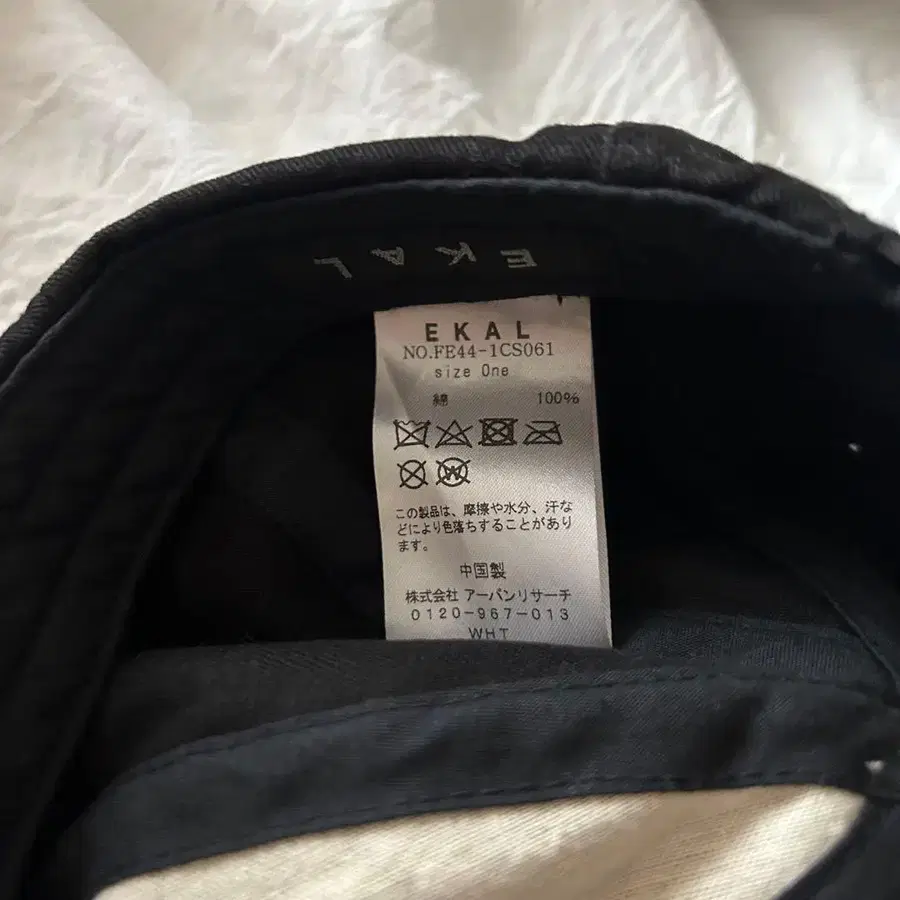 EKAL
EKAL
NO.FE44-1CS061
size One
綿 100%
W
この製品は、摩擦や水分、汗な
どにより色落ちすることがあり
ます。
中国製
株式会社 アーバンリサーチ
0120-967-013
WHT